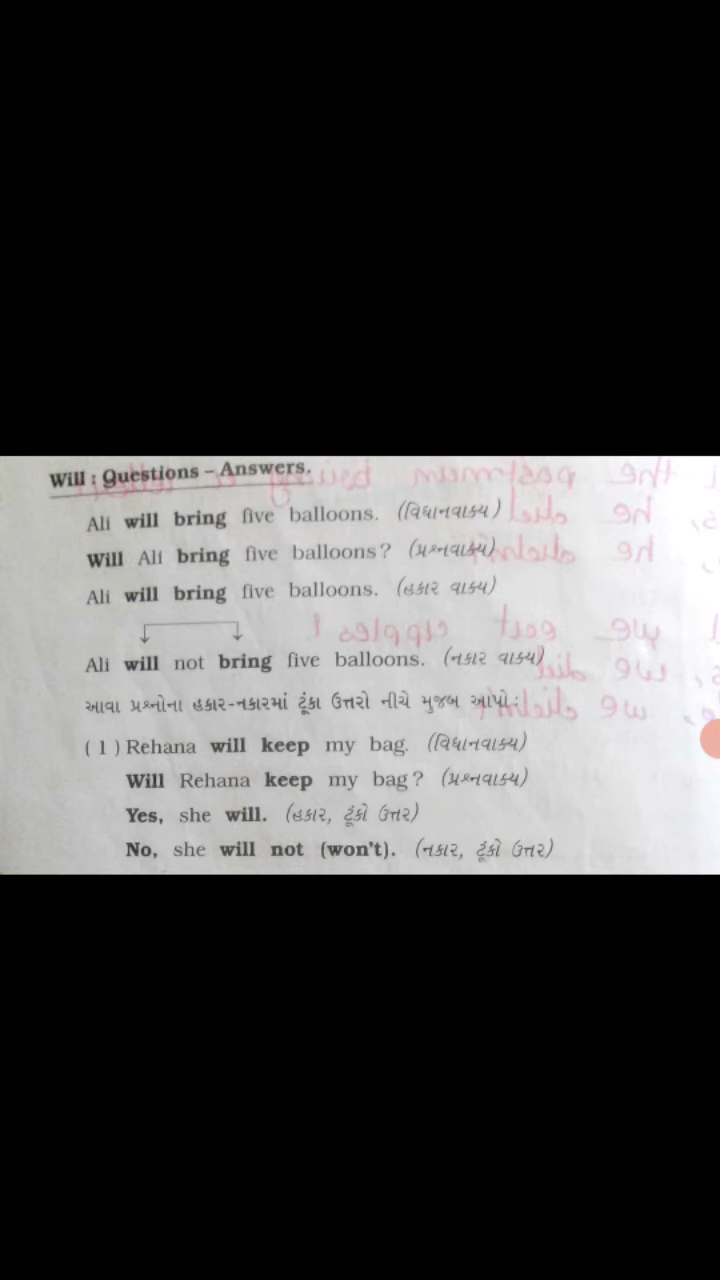 Will : Questions – Answers.
Ali will bring five balloons. (વિધાનવાક્ય)
Will Ali bring five balloons? (પ્રશ્નવાક્ય)
Ali will bring five balloons. (હકાર વાક્ય)
Ali will not bring five balloons. (નકાર વાક્ય)
આવા પ્રશ્નોના હકાર-નકારમાં ટૂંકા ઉત્તરો નીચે મુજબ આપો :
( 1 ) Rehana will keep my bag. (વિધાનવાક્ય)
Will Rehana keep my bag? (પ્રશ્નવાક્ય)
Yes, she will. (હકાર, ટૂંકો ઉત્તર)
No, she will not (won't). (નકાર, ટૂંકો ઉત્તર)